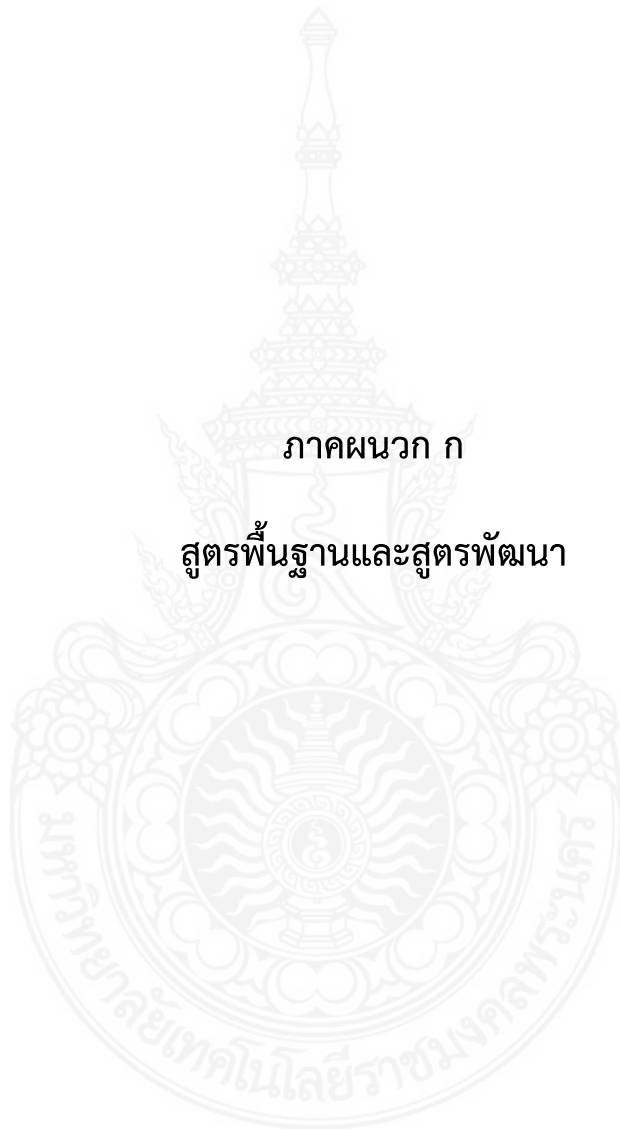 ภาคผนวก ก
สูตรพื้นฐานและสูตรพัฒนา
มหาวิทยาลัยเทคโนโลยีราชมงคลพระนคร